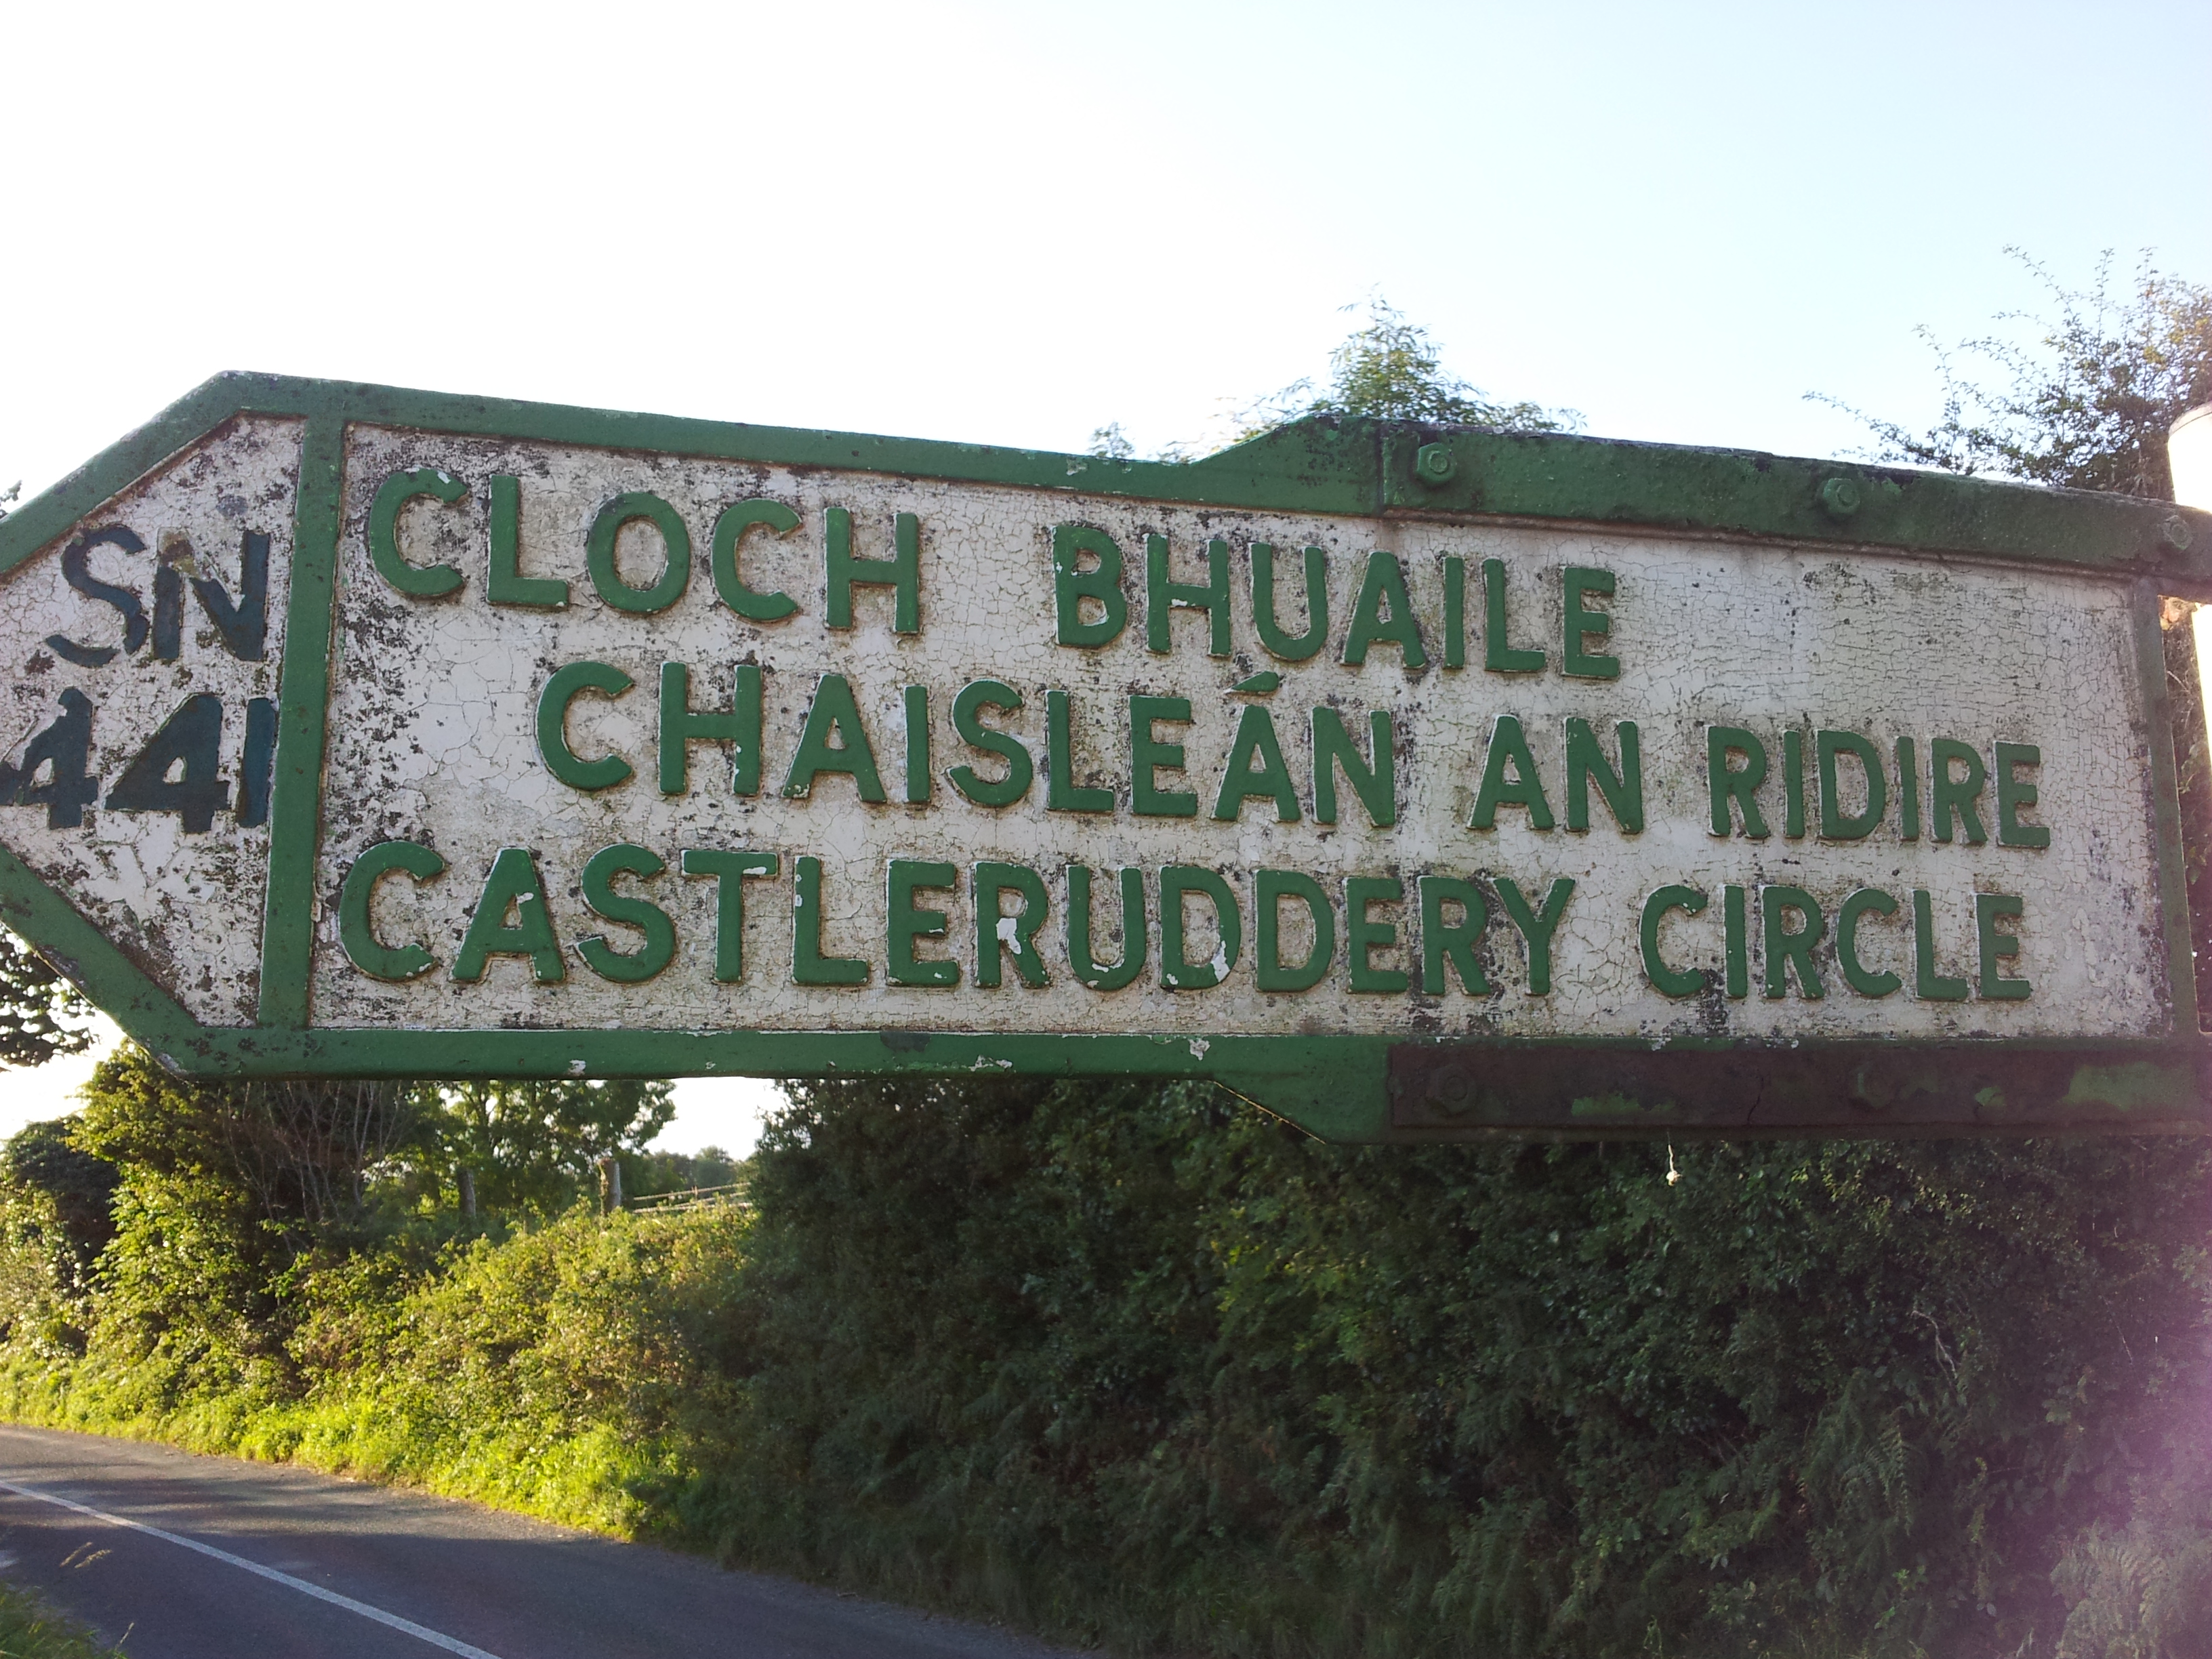 SN
441
CLOCH BHUAILE
CHAISLEÁN AN RIDIRE
CASTLERUDDERY CIRCLE